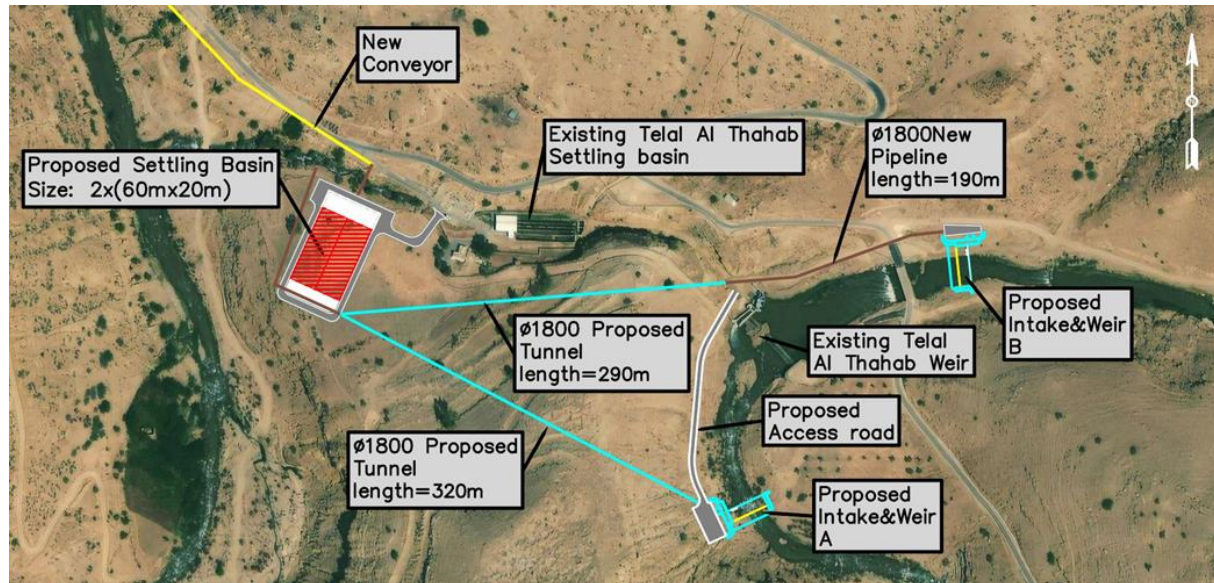 New
Conveyor
Existing Telal Al Thahab
Settling basin
ø1800New
Pipeline
length=190m
Proposed Settling Basin
Size: 2x(60mx20m)
Proposed
Intake&Weir
B
ø1800 Proposed
Tunnel
length=290m
Existing Telal
Al Thahab Weir
Proposed
Access road
ø1800 Proposed
Tunnel
length=320m
Proposed
Intake&Weir
A